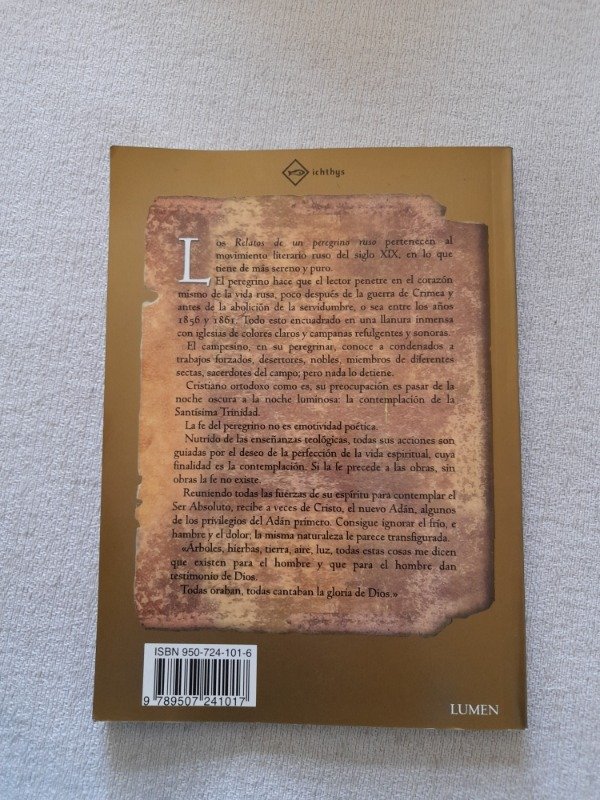 ichthys
Los Relatos de un peregrino ruso pertenecen al
movimiento literario ruso del siglo XIX, en lo que
tiene de más sereno y puro.
El peregrino hace que el lector penetre en el corazón
mismo de la vida rusa, poco después de la guerra de Crimea y
antes de la abolición de la servidumbre, o sea entre los años
1856 y 1861. Todo esto encuadrado en una llanura inmensa
con iglesias de colores claros y campanas refulgentes y sonoras.
El campesino, en su peregrinar, conoce a condenados a
trabajos forzados, desertores, nobles, miembros de diferentes
sectas, sacerdotes del campo; pero nada lo detiene.
Cristiano ortodoxo como es, su preocupación es pasar de la
noche oscura a la noche luminosa: la contemplación de la
Santísima Trinidad.
La fe del peregrino no es emotividad poética.
Nutrido de las enseñanzas teológicas, todas sus acciones son
guiadas por el deseo de la perfección de la vida espiritual, cuya
finalidad es la contemplación. Si la fe precede a las obras, sin
obras la fe no existe.
Reuniendo todas las fuerzas de su espíritu para contemplar el
Ser Absoluto, recibe a veces de Cristo, el nuevo Adán, algunos
de los privilegios del Adán primero. Consigue ignorar el frío, e
hambre y el dolor; la misma naturaleza le parece transfigurada.
«Árboles, hierbas, tierra, aire, luz, todas estas cosas me dicen
que existen para el hombre y que para el hombre dan
testimonio de Dios.
Todas oraban, todas cantaban la gloria de Dios.»
ISBN 950-724-101-6
9 789507 241017
LUMEN